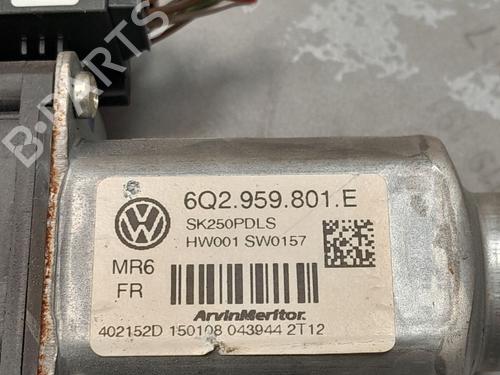 B-PARTS
6Q2.959.801.E
SK250PDLS
HW001 SW0157
MR6
FR
ArvinMeritor
402152D 150108 043944 2T12